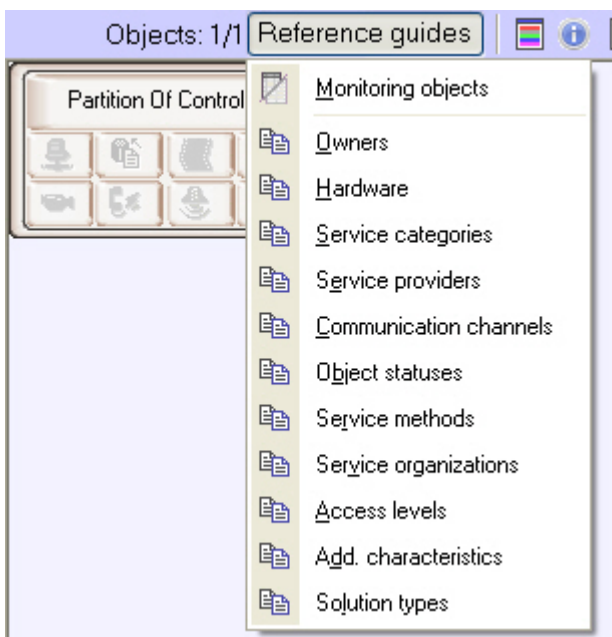 Objects: 1/1 Reference guides
Partition Of Control
Monitoring objects
Owners
Hardware
Service categories
Service providers
Communication channels
Object statuses
Service methods
Service organizations
Access levels
Add. characteristics
Solution types